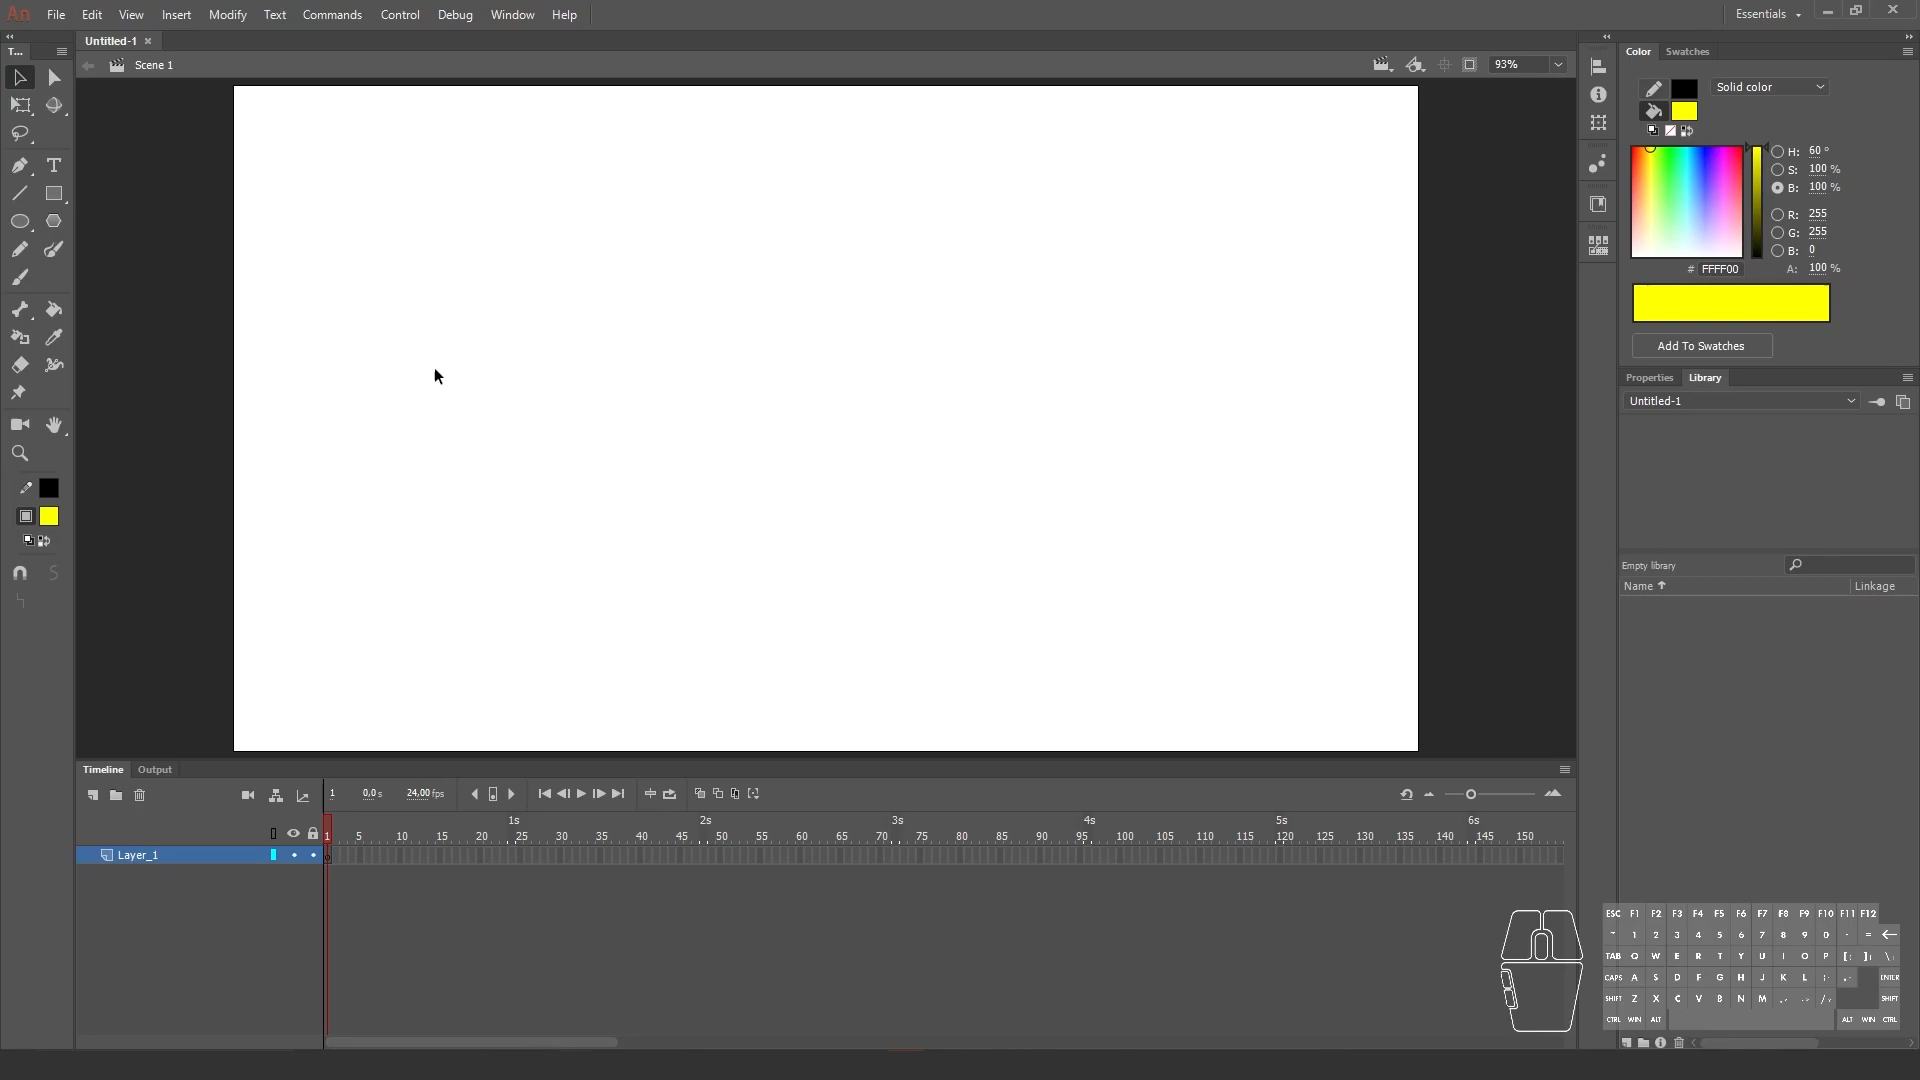 An File Edit View Insert Modify Text Commands Control Debug Window Help Essentials
T... Untitled-1 Color Swatches
Scene 1 93%
Solid color
H: 60 °
S: 100 %
B: 100 %
R: 255
G: 255
B: 0
# FFFF00 A: 100 %
Add To Swatches
Properties Library
Untitled-1
Empty library
Name Linkage
Timeline Output
1 0,0 s 24,00 fps
1s 2s 3s 4s 5s 6s
1 5 10 15 20 25 30 35 40 45 50 55 60 65 70 75 80 85 90 95 100 105 110 115 120 125 130 135 140 145 150
Layer_1
ESC F1 F2 F3 F4 F5 F6 F7 F8 F9 F10 F11 F12
~ 1 2 3 4 5 6 7 8 9 0 - =
TAB Q W E R T Y U I O P [ ] \
CAPS A S D F G H J K L ; ENTER
SHIFT Z X C V B N M , . / SHIFT
CTRL WIN ALT ALT WIN CTRL